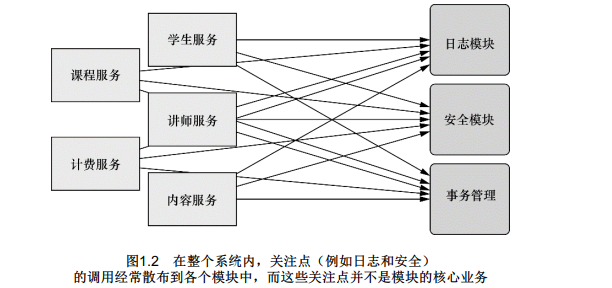 学生服务
日志模块
课程服务
讲师服务
安全模块
计费服务
内容服务
事务管理
图1.2 在整个系统内，关注点（例如日志和安全）
的调用经常散布到各个模块中，而这些关注点并不是模块的核心业务